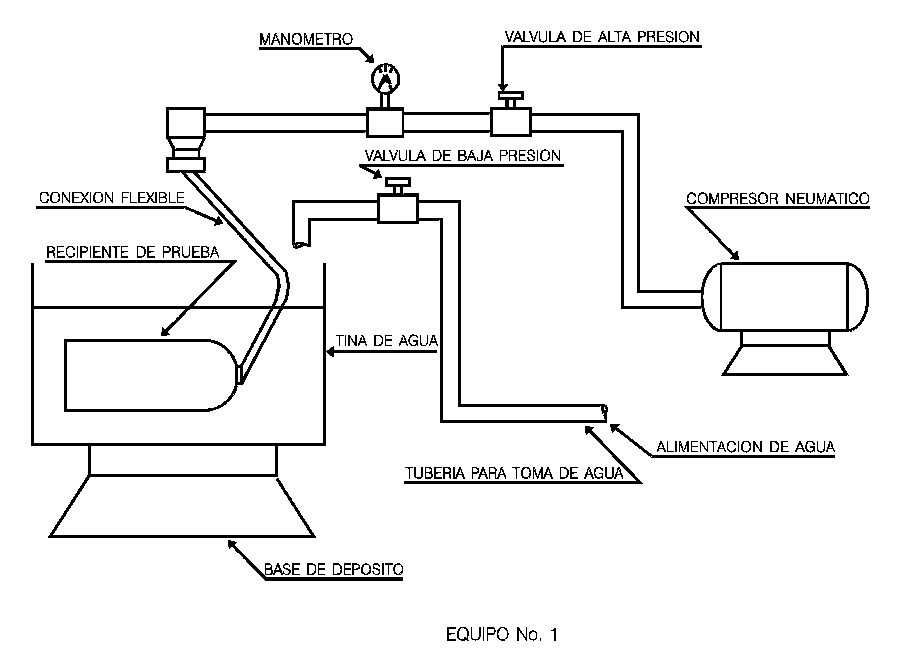 MANOMETRO
VALVULA DE ALTA PRESION
VALVULA DE BAJA PRESION
CONEXION FLEXIBLE
COMPRESOR NEUMATICO
RECIPIENTE DE PRUEBA
TINA DE AGUA
ALIMENTACION DE AGUA
TUBERIA PARA TOMA DE AGUA
BASE DE DEPOSITO
EQUIPO No. 1